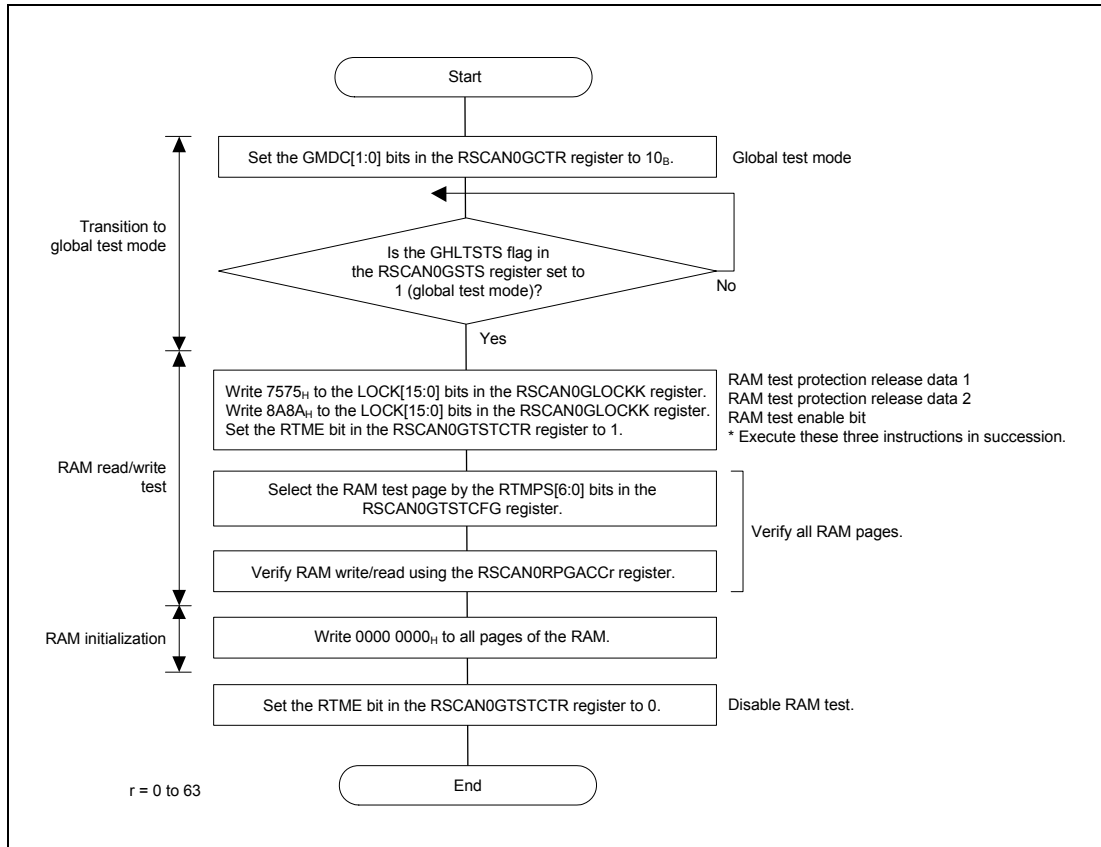 Start
Set the GMDC[1:0] bits in the RSCAN0GCTR register to 10B.
Global test mode
Transition to
global test mode
Is the GHLTSTS flag in
the RSCAN0GSTS register set to
1 (global test mode)?
No
Yes
Write 7575H to the LOCK[15:0] bits in the RSCAN0GLOCKK register.
Write 8A8AH to the LOCK[15:0] bits in the RSCAN0GLOCKK register.
Set the RTME bit in the RSCAN0GTSTCTR register to 1.
RAM test protection release data 1
RAM test protection release data 2
RAM test enable bit
* Execute these three instructions in succession.
RAM read/write
test
Select the RAM test page by the RTMPS[6:0] bits in the
RSCAN0GTSTCFG register.
Verify all RAM pages.
Verify RAM write/read using the RSCAN0RPGACCr register.
RAM initialization
Write 0000 0000H to all pages of the RAM.
Set the RTME bit in the RSCAN0GTSTCTR register to 0.
Disable RAM test.
End
r = 0 to 63